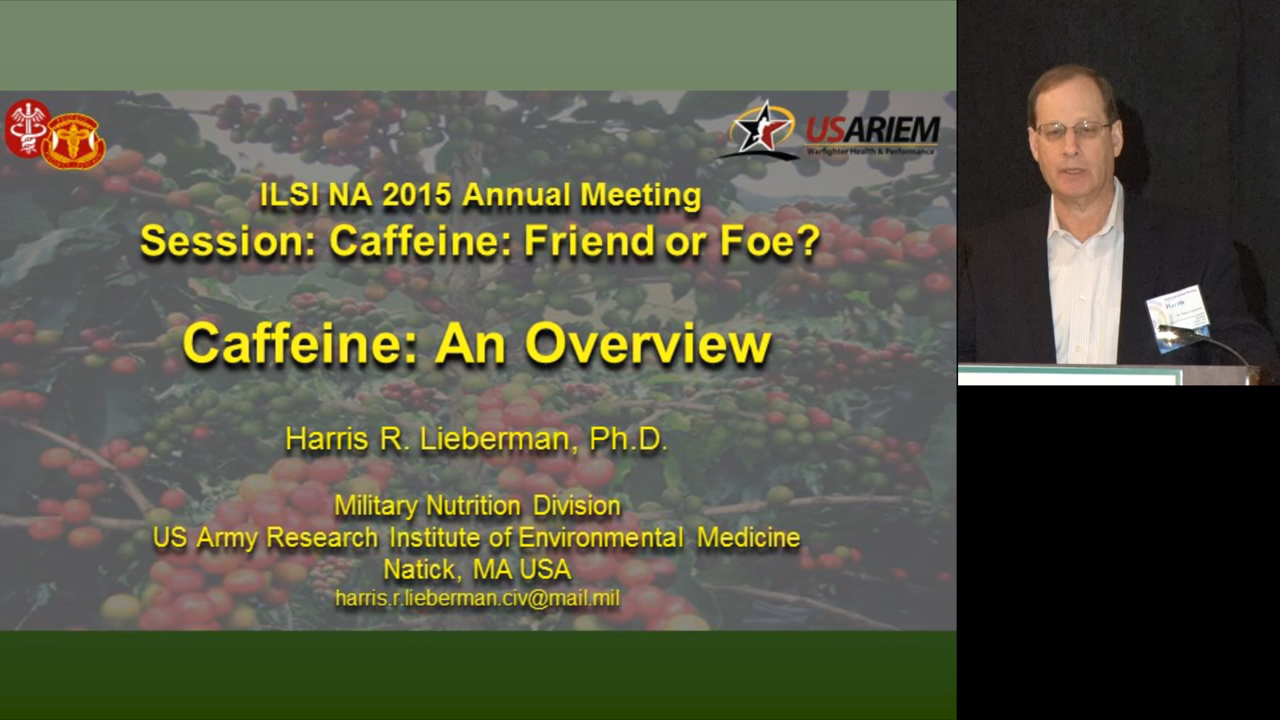 USARIEM
Warfighter Health & Performance
ILSI NA 2015 Annual Meeting
Session: Caffeine: Friend or Foe?
Caffeine: An Overview
Harris R. Lieberman, Ph.D.
Military Nutrition Division
US Army Research Institute of Environmental Medicine
Natick, MA USA
harris.r.lieberman.civ@mail.mil